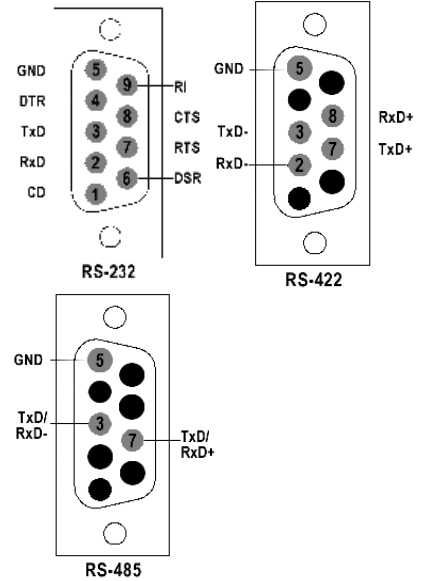 GND 5 9 RI
DTR 4 8 CTS
TxD 3 7 RTS
RxD 2 6 DSR
CD 1
RS-232
GND 5
8 RxD+
TxD- 3
7 TxD+
RxD- 2
RS-422
GND 5
TxD/
RxD- 3
7 TxD/
RxD+
RS-485